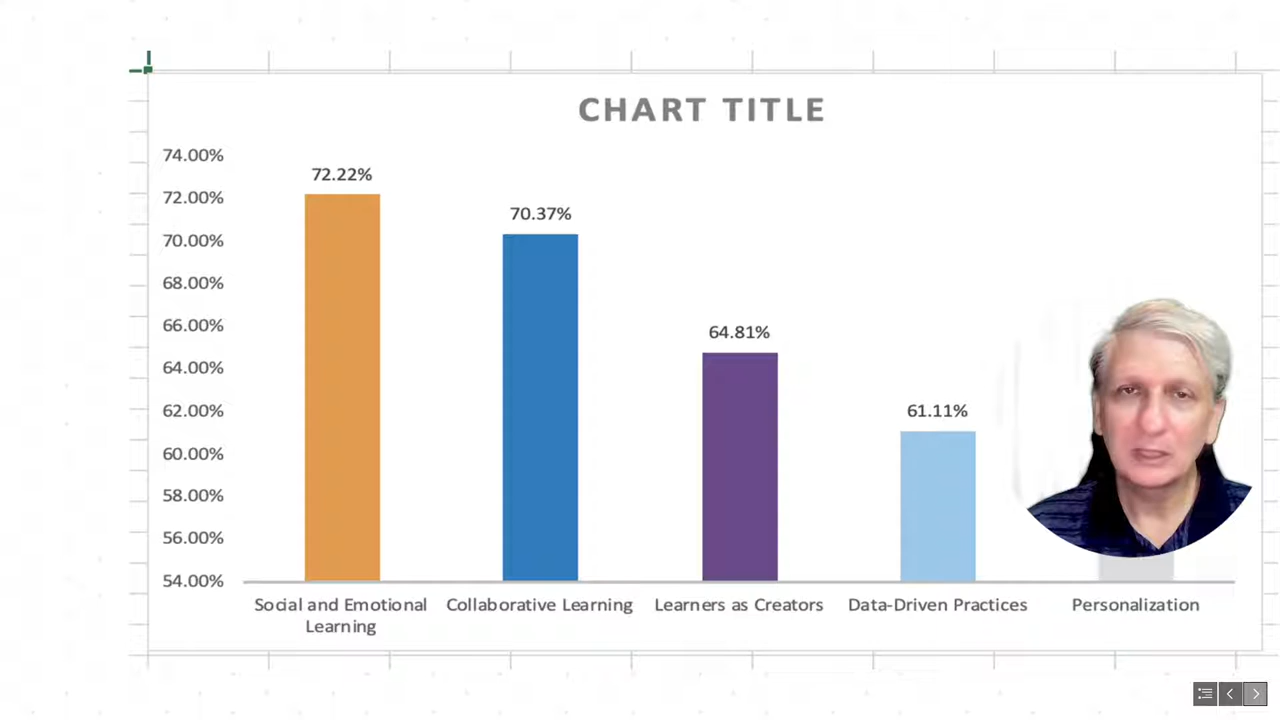 CHART TITLE
74.00%
72.00%
70.00%
68.00%
66.00%
64.00%
62.00%
60.00%
58.00%
56.00%
54.00%
72.22%
70.37%
64.81%
61.11%
Social and Emotional
Learning
Collaborative Learning
Learners as Creators
Data-Driven Practices
Personalization